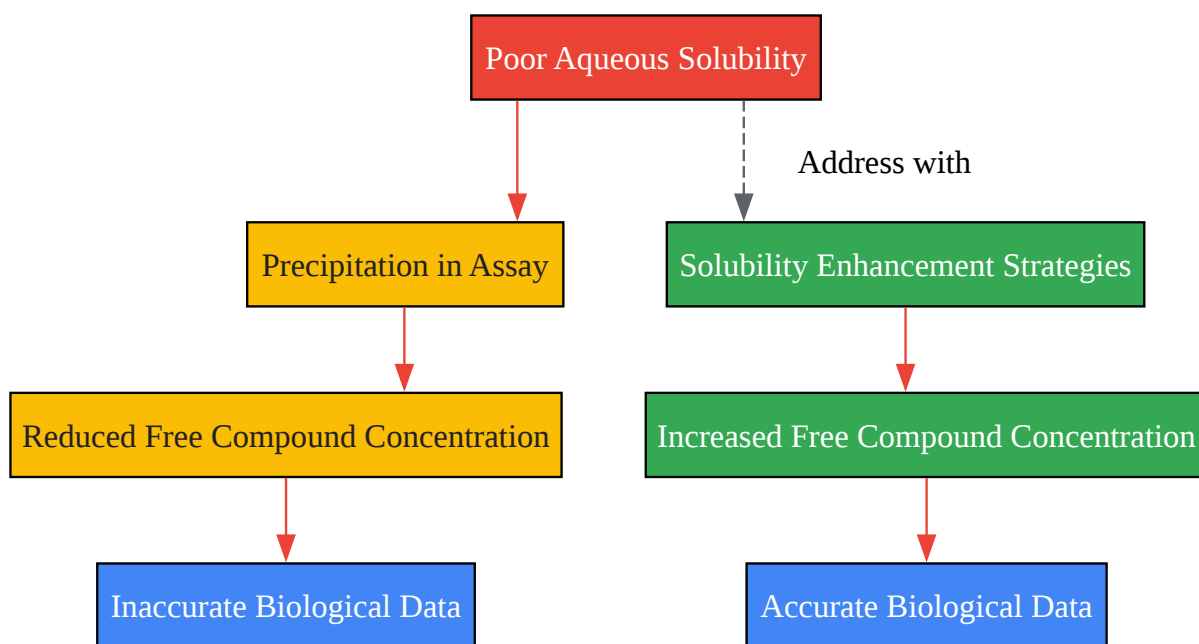 Poor Aqueous Solubility
Address with
Precipitation in Assay
Solubility Enhancement Strategies
Reduced Free Compound Concentration
Increased Free Compound Concentration
Inaccurate Biological Data
Accurate Biological Data